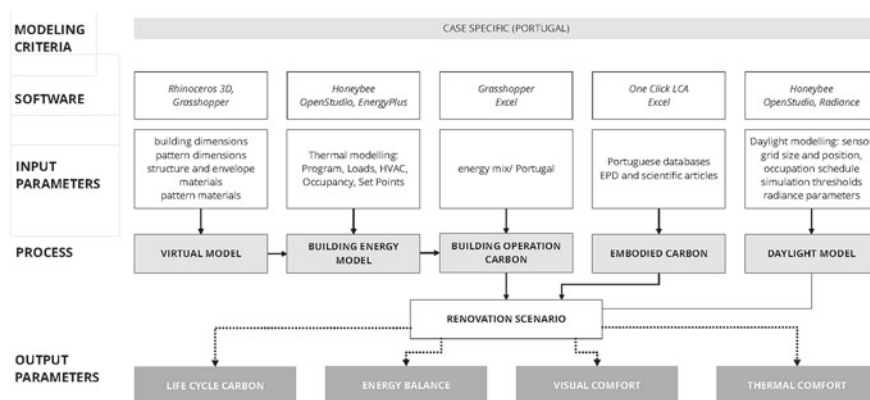 MODELING
CRITERIA
CASE SPECIFIC (PORTUGAL)
SOFTWARE
Rhinoceros 3D,
Grasshopper
Honeybee
OpenStudio, EnergyPlus
Grasshopper
Excel
One Click LCA
Excel
Honeybee
OpenStudio, Radiance
INPUT
PARAMETERS
building dimensions
pattern dimensions
structure and envelope
materials
pattern materials
Thermal modelling:
Program, Loads, HVAC,
Occupancy, Set Points
energy mix/ Portugal
Portuguese databases
EPD and scientific articles
Daylight modelling: sensor
grid size and position,
occupation schedule
simulation thresholds
radiance parameters
PROCESS
VIRTUAL MODEL
BUILDING ENERGY
MODEL
BUILDING OPERATION
CARBON
EMBODIED CARBON
DAYLIGHT MODEL
RENOVATION SCENARIO
OUTPUT
PARAMETERS
LIFE CYCLE CARBON
ENERGY BALANCE
VISUAL COMFORT
THERMAL COMFORT